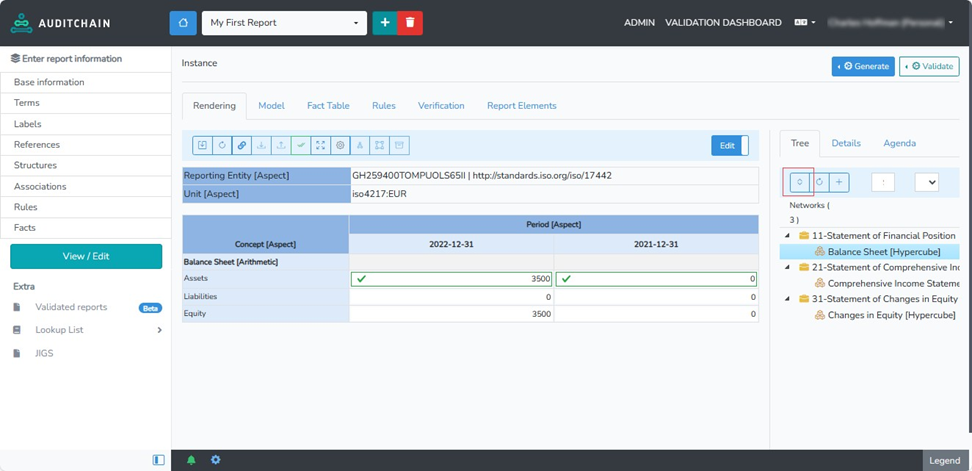 AUDITCHAIN
My First Report
ADMIN VALIDATION DASHBOARD
Enter report information
Base information
Terms
Labels
References
Structures
Associations
Rules
Facts
View / Edit
Extra
Validated reports Beta
Lookup List
JIGS
Instance
Generate Validate
Rendering Model Fact Table Rules Verification Report Elements
Edit
Reporting Entity [Aspect] GH259400TOMPUOLS65II | http://standards.iso.org/iso/17442
Unit [Aspect] iso4217:EUR
Period [Aspect]
Concept [Aspect] 2022-12-31 2021-12-31
Balance Sheet [Arithmetic]
Assets 3500 0
Liabilities 0 0
Equity 3500 0
Tree Details Agenda
Networks (
3 )
11-Statement of Financial Position
Balance Sheet [Hypercube]
21-Statement of Comprehensive Inc
Comprehensive Income Stateme
31-Statement of Changes in Equity
Changes in Equity [Hypercube]
Legend